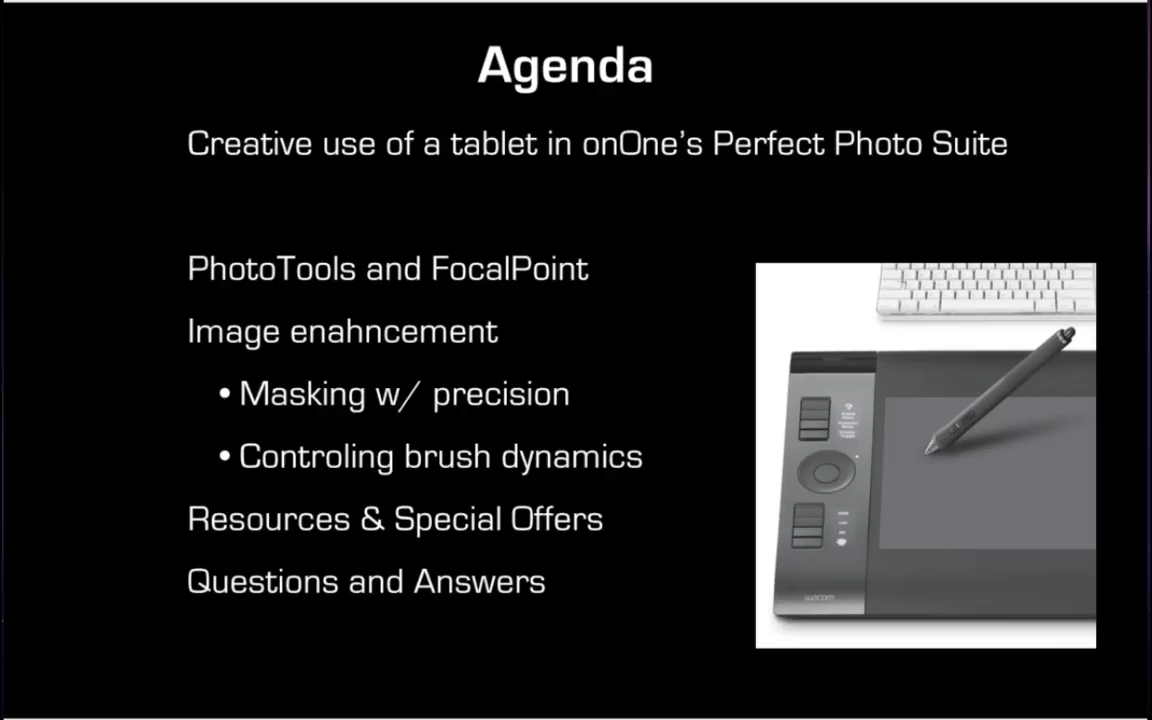 Agenda
Creative use of a tablet in onOne’s Perfect Photo Suite
PhotoTools and FocalPoint
Image enahncement
• Masking w/ precision
• Controling brush dynamics
Resources & Special Offers
Questions and Answers
wacom